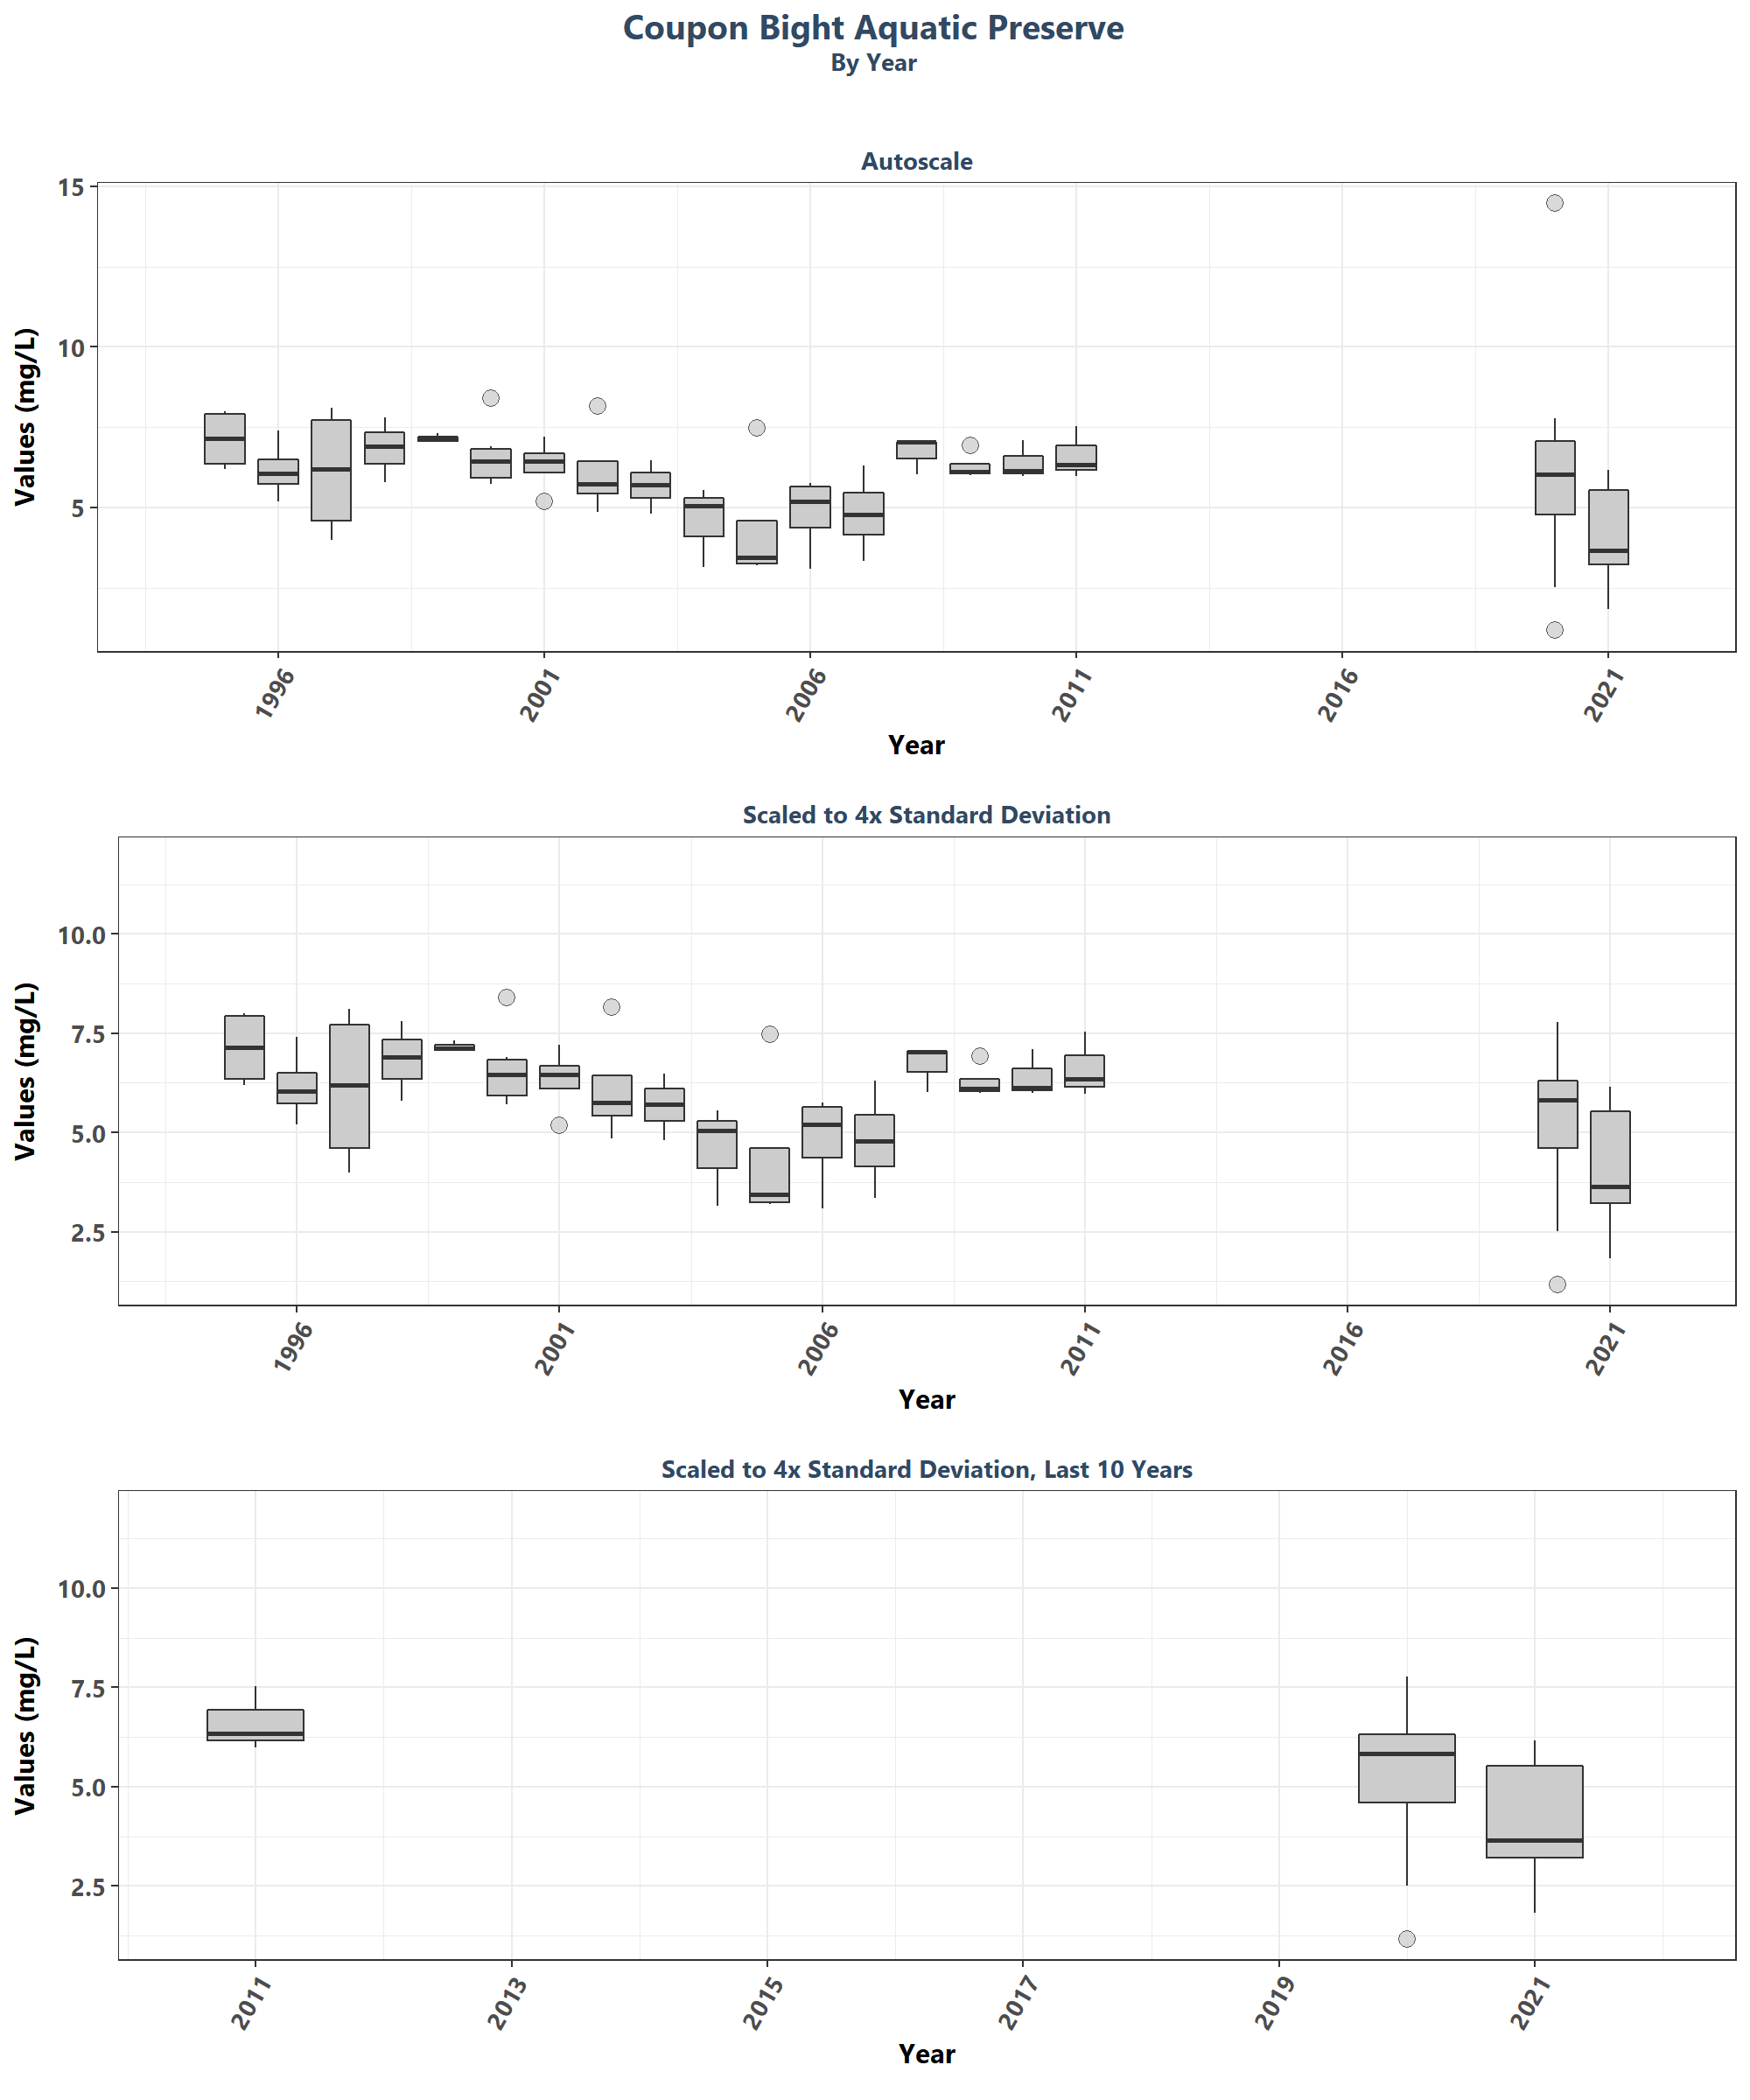 Coupon Bight Aquatic Preserve
By Year
Autoscale
Values (mg/L)
15
10
5
1996
2001
2006
2011
2016
2021
Year
Scaled to 4x Standard Deviation
Values (mg/L)
10.0
7.5
5.0
2.5
1996
2001
2006
2011
2016
2021
Year
Scaled to 4x Standard Deviation, Last 10 Years
Values (mg/L)
10.0
7.5
5.0
2.5
2011
2013
2015
2017
2019
2021
Year